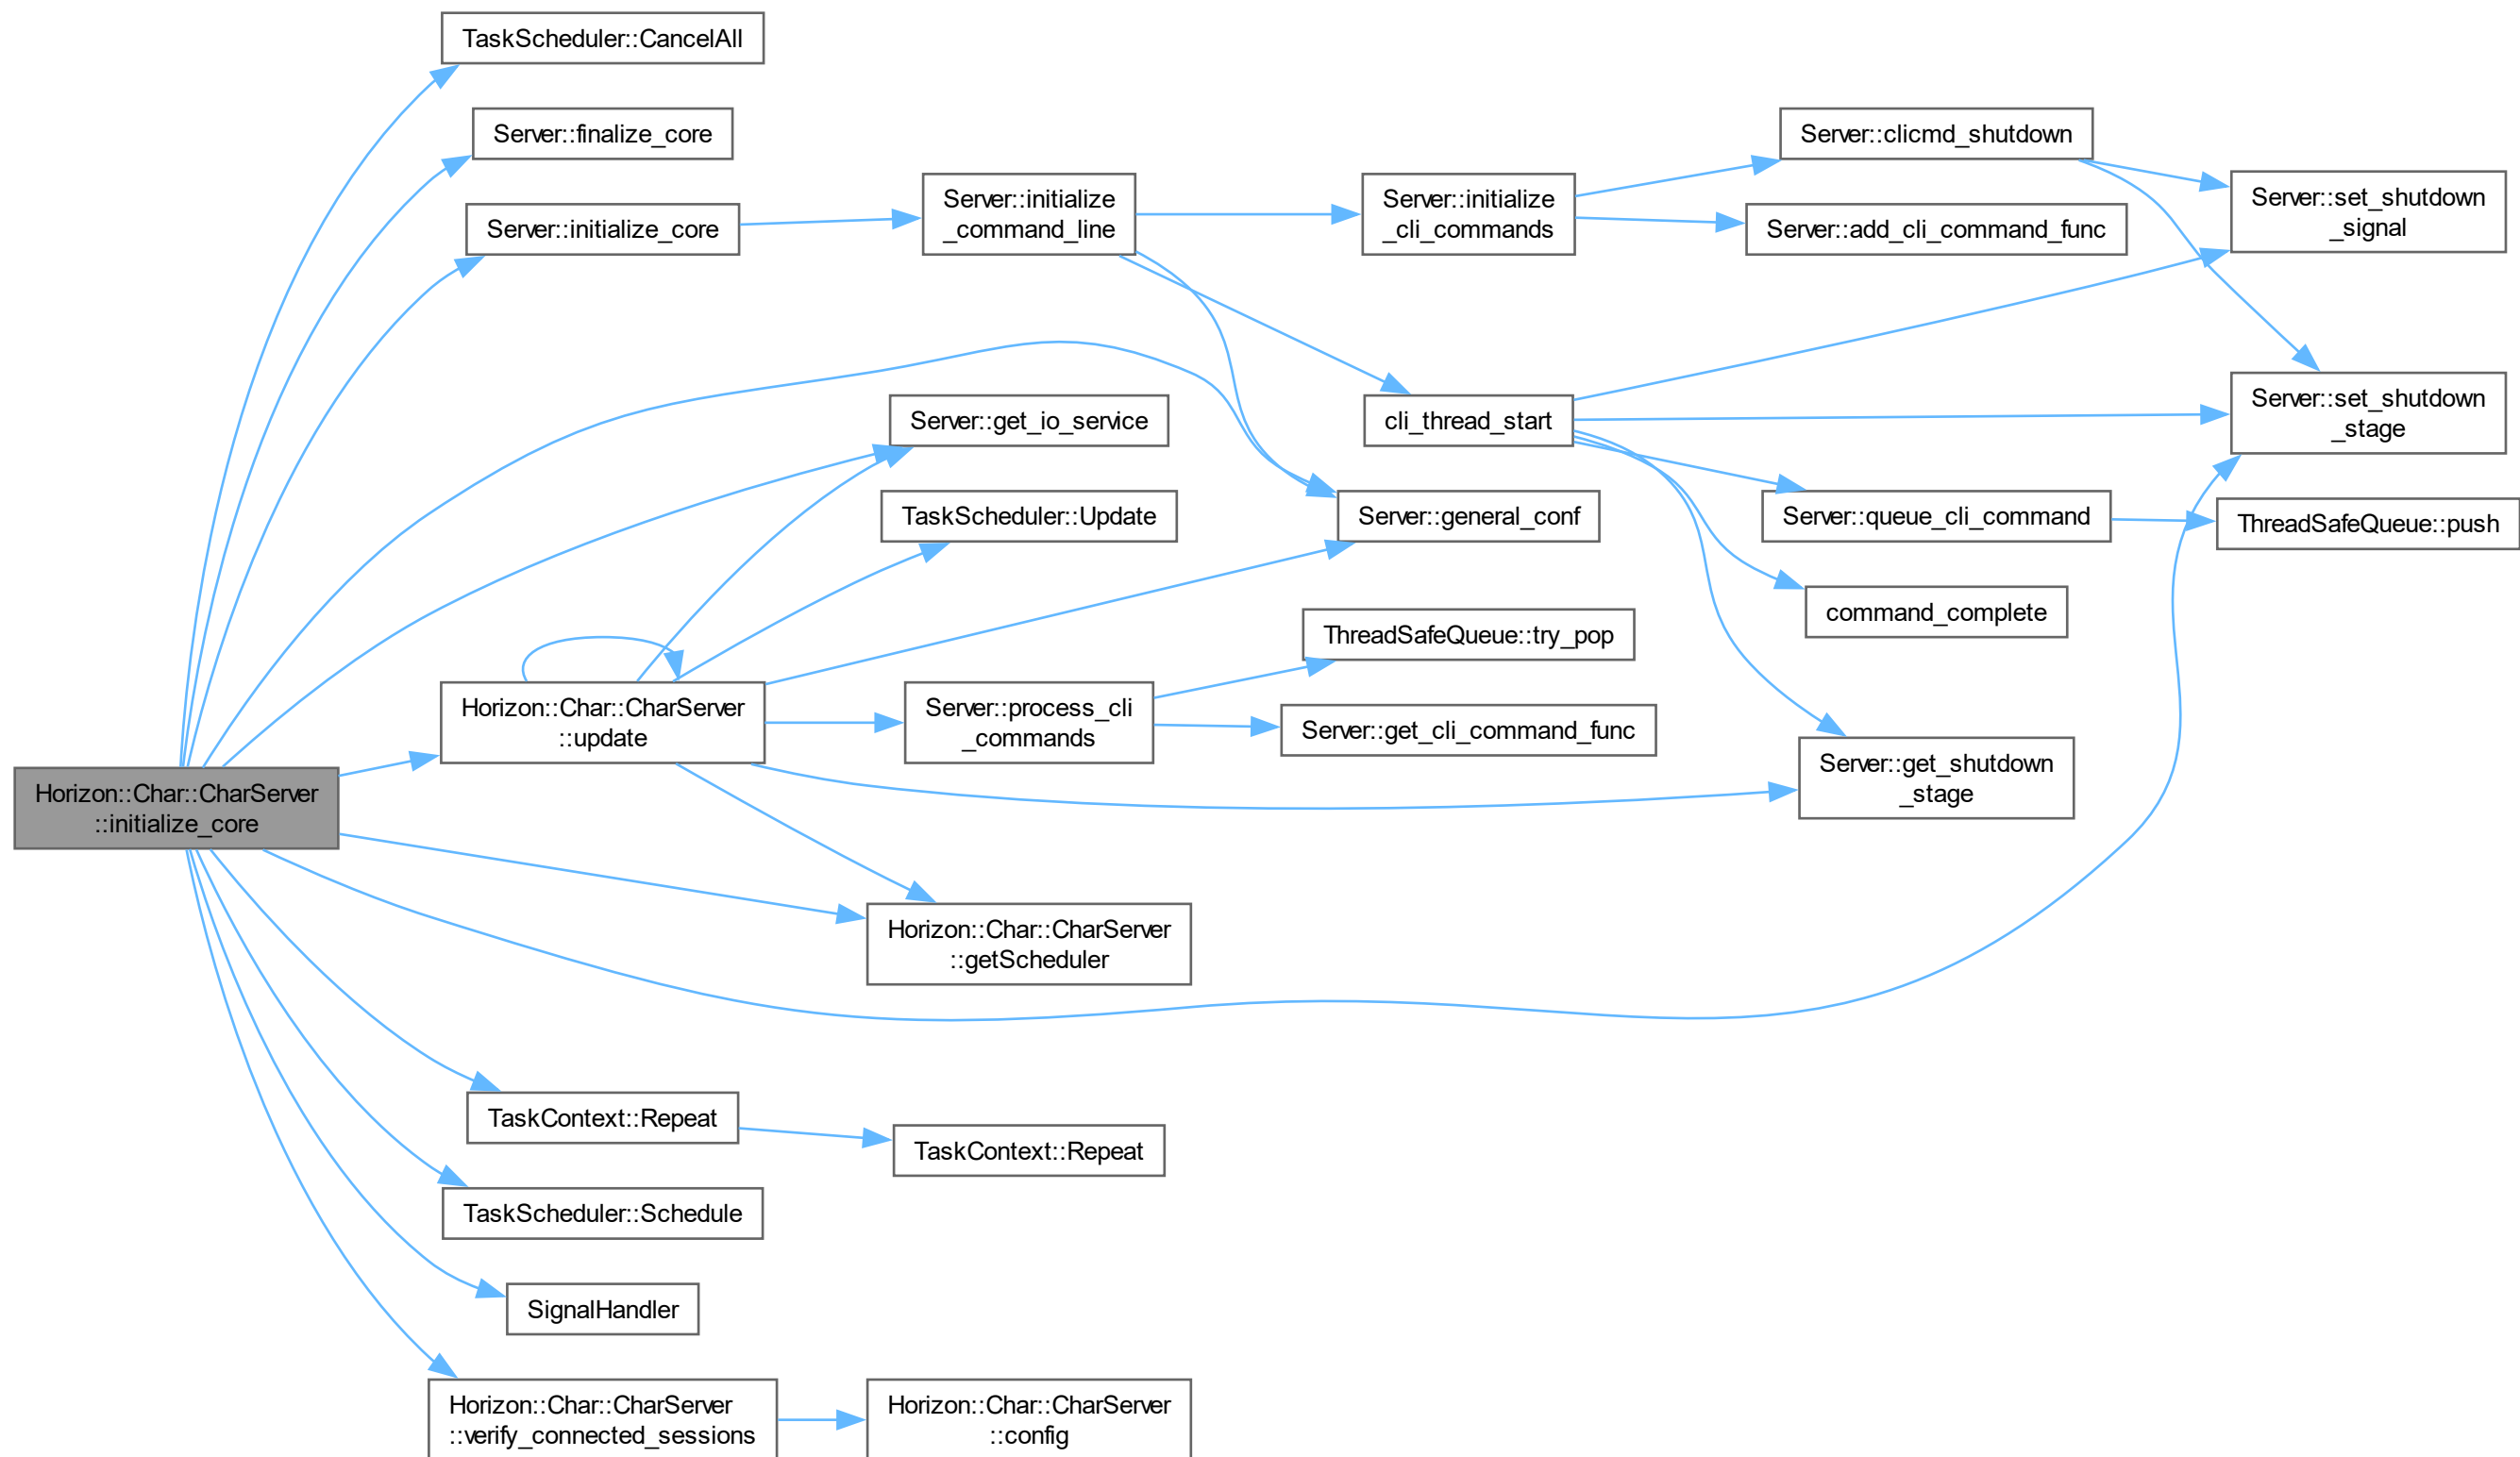 TaskScheduler::CancelAll
Server::finalize_core
Server::clicmd_shutdown
Server::initialize_core
Server::initialize
_command_line
Server::initialize
_cli_commands
Server::add_cli_command_func
Server::set_shutdown
_signal
Server::get_io_service
cli_thread_start
Server::set_shutdown
_stage
TaskScheduler::Update
Server::general_conf
Server::queue_cli_command
ThreadSafeQueue::push
command_complete
ThreadSafeQueue::try_pop
Horizon::Char::CharServer
::update
Server::process_cli
_commands
Server::get_cli_command_func
Server::get_shutdown
_stage
Horizon::Char::CharServer
::initialize_core
Horizon::Char::CharServer
::getScheduler
TaskContext::Repeat
TaskContext::Repeat
TaskScheduler::Schedule
SignalHandler
Horizon::Char::CharServer
::verify_connected_sessions
Horizon::Char::CharServer
::config